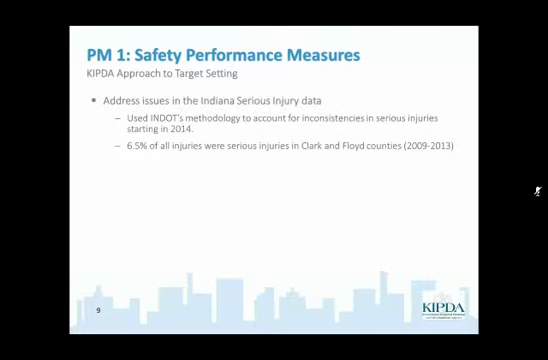 PM 1: Safety Performance Measures
KIPDA Approach to Target Setting
▪ Address issues in the Indiana Serious Injury data
– Used INDOT's methodology to account for inconsistencies in serious injuries
starting in 2014.
– 6.5% of all injuries were serious injuries in Clark and Floyd counties (2009-2013)
9
KIPDA